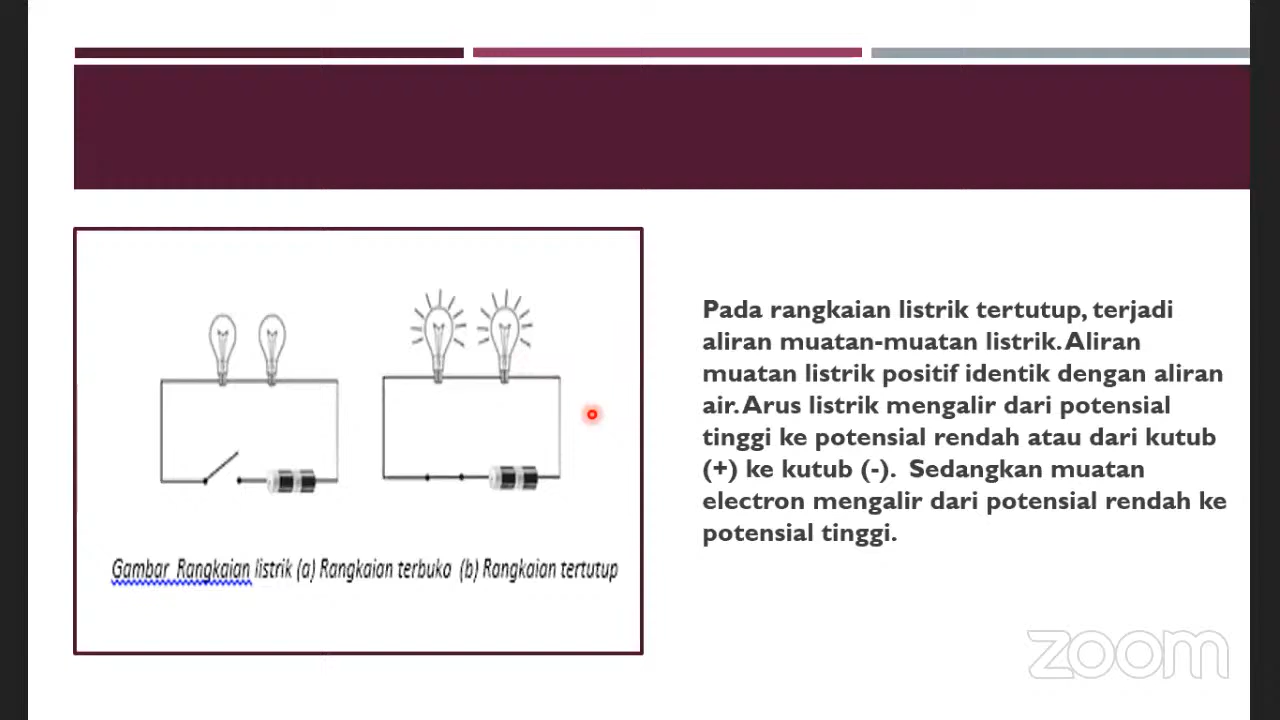 Pada rangkaian listrik tertutup, terjadi
aliran muatan-muatan listrik. Aliran
muatan listrik positif identik dengan aliran
air. Arus listrik mengalir dari potensial
tinggi ke potensial rendah atau dari kutub
(+) ke kutub (-). Sedangkan muatan
electron mengalir dari potensial rendah ke
potensial tinggi.
Gambar Rangkaian listrik (a) Rangkaian terbuka (b) Rangkaian tertutup
zoom